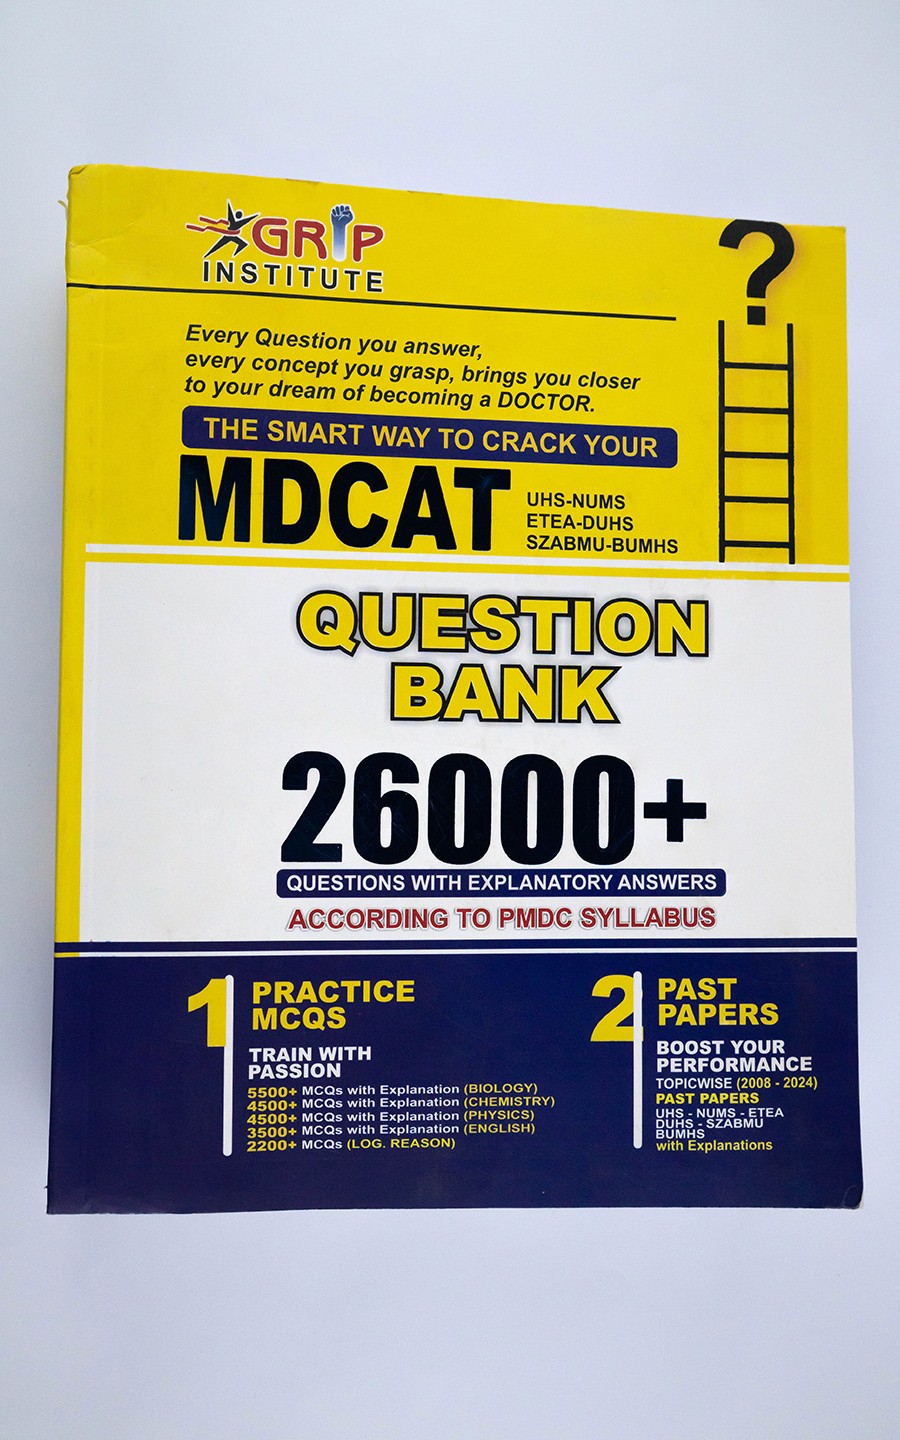 GRIP
INSTITUTE
?
Every Question you answer,
every concept you grasp, brings you closer
to your dream of becoming a DOCTOR.
THE SMART WAY TO CRACK YOUR
MDCAT
UHS-NUMS
ETEA-DUHS
SZABMU-BUMHS
QUESTION
BANK
26000+
QUESTIONS WITH EXPLANATORY ANSWERS
ACCORDING TO PMDC SYLLABUS
1
PRACTICE
MCQS
TRAIN WITH
PASSION
5500+ MCQs with Explanation (BIOLOGY)
4500+ MCQs with Explanation (CHEMISTRY)
4500+ MCQs with Explanation (PHYSICS)
3500+ MCQs with Explanation (ENGLISH)
2200+ MCQs (LOG. REASON)
2
PAST
PAPERS
BOOST YOUR
PERFORMANCE
TOPICWISE (2008 - 2024)
PAST PAPERS
UHS - NUMS - ETEA
DUHS - SZABMU
BUMHS
with Explanations